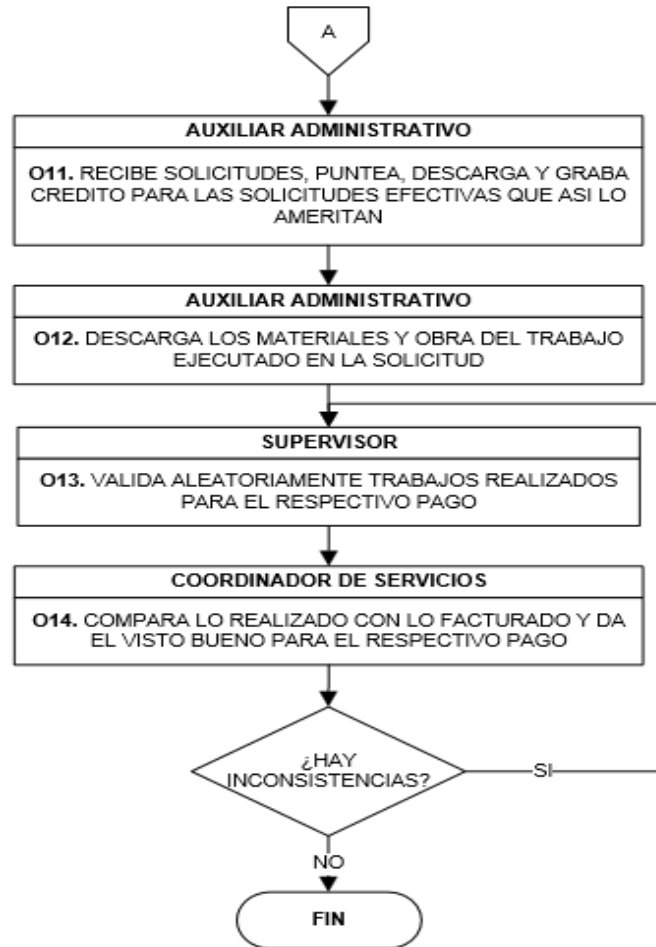 A
AUXILIAR ADMINISTRATIVO
O11. RECIBE SOLICITUDES, PUNTEA, DESCARGA Y GRABA
CREDITO PARA LAS SOLICITUDES EFECTIVAS QUE ASI LO
AMERITAN
AUXILIAR ADMINISTRATIVO
O12. DESCARGA LOS MATERIALES Y OBRA DEL TRABAJO
EJECUTADO EN LA SOLICITUD
SUPERVISOR
O13. VALIDA ALEATORIAMENTE TRABAJOS REALIZADOS
PARA EL RESPECTIVO PAGO
COORDINADOR DE SERVICIOS
O14. COMPARA LO REALIZADO CON LO FACTURADO Y DA
EL VISTO BUENO PARA EL RESPECTIVO PAGO
¿HAY
INCONSISTENCIAS?
SI
NO
FIN